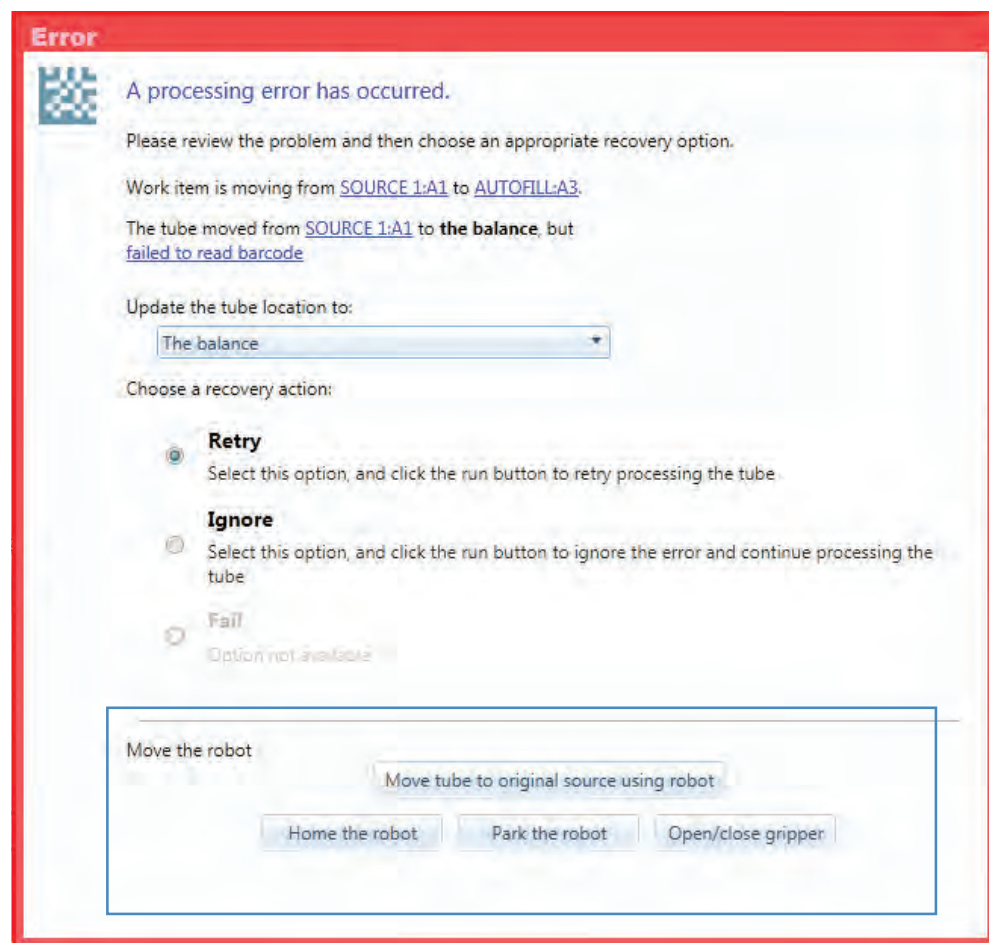 Error
A processing error has occurred.
Please review the problem and then choose an appropriate recovery option.
Work item is moving from SOURCE 1:A1 to AUTOFILL:A3.
The tube moved from SOURCE 1:A1 to the balance, but
failed to read barcode
Update the tube location to:
The balance
Choose a recovery action:
Retry
Select this option, and click the run button to retry processing the tube
Ignore
Select this option, and click the run button to ignore the error and continue processing the
tube
Fail
Option not available
Move the robot
Move tube to original source using robot
Home the robot Park the robot Open/close gripper